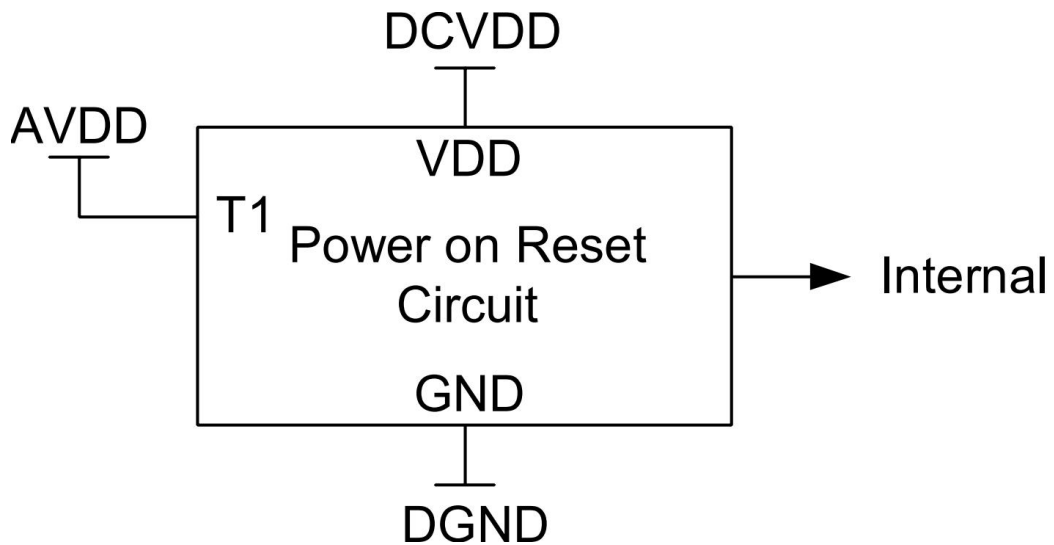 DCVDD
AVDD
VDD
T1
Power on Reset
Circuit
Internal
GND
DGND